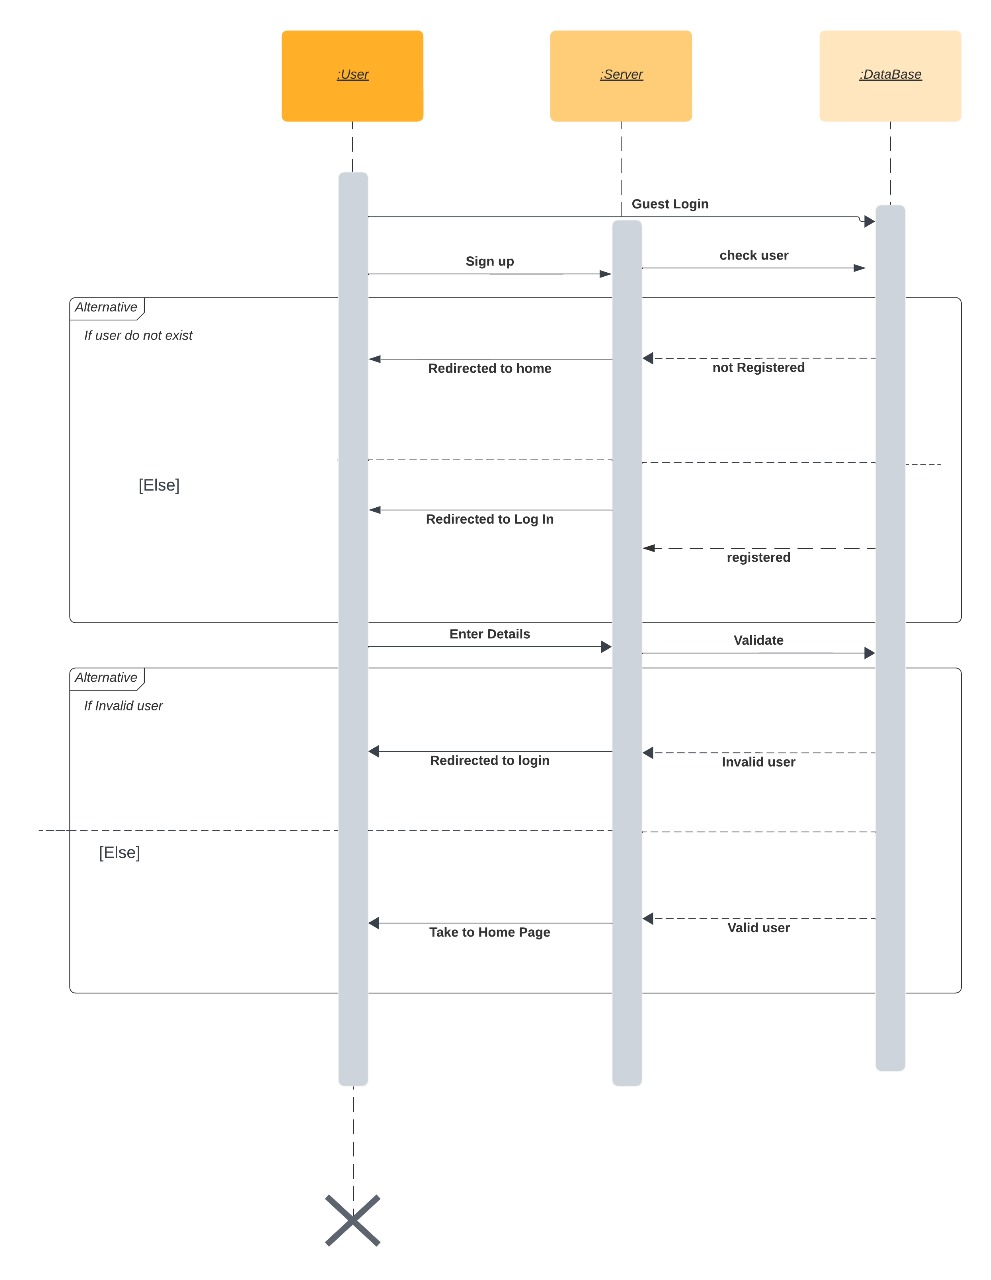 :User
:Server
:DataBase
Guest Login
Sign up
check user
Alternative
If user do not exist
Redirected to home
not Registered
[Else]
Redirected to Log In
registered
Enter Details
Validate
Alternative
If Invalid user
Redirected to login
Invalid user
[Else]
Take to Home Page
Valid user